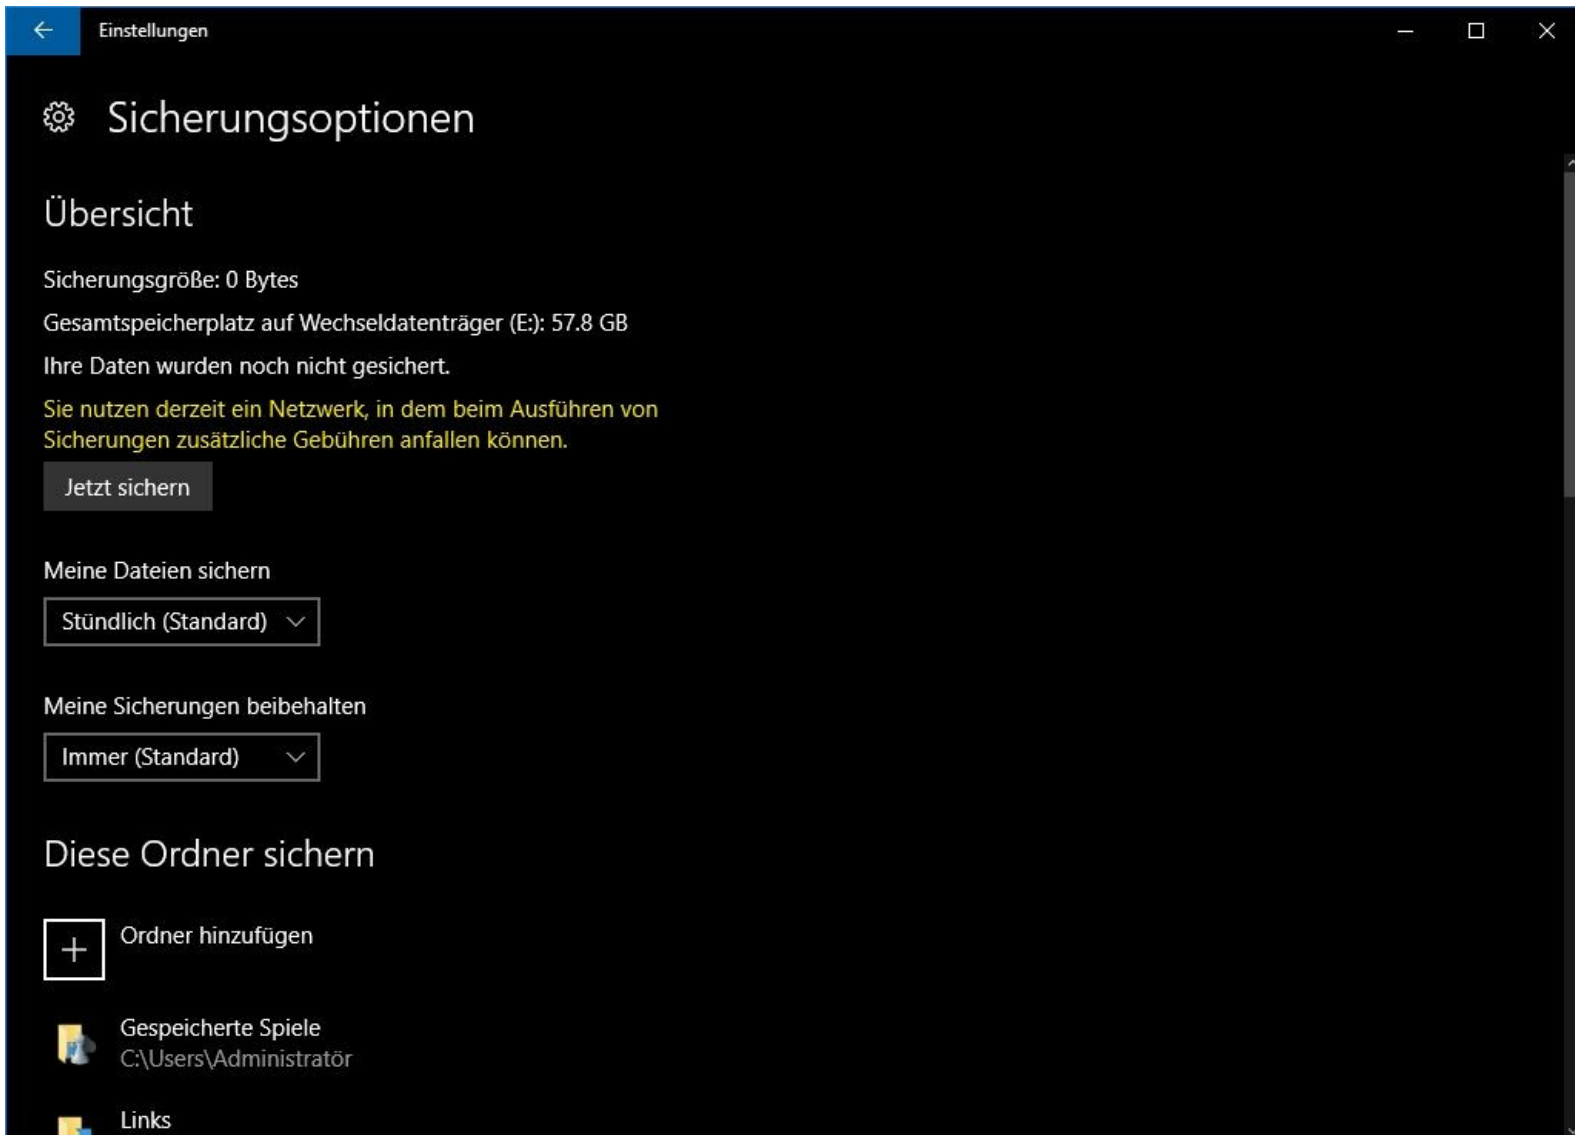 Einstellungen
Sicherungsoptionen
Übersicht
Sicherungsgröße: 0 Bytes
Gesamtspeicherplatz auf Wechseldatenträger (E:): 57.8 GB
Ihre Daten wurden noch nicht gesichert.
Sie nutzen derzeit ein Netzwerk, in dem beim Ausführen von
Sicherungen zusätzliche Gebühren anfallen können.
Jetzt sichern
Meine Dateien sichern
Stündlich (Standard)
Meine Sicherungen beibehalten
Immer (Standard)
Diese Ordner sichern
Ordner hinzufügen
Gespeicherte Spiele
C:\Users\Administratör
Links